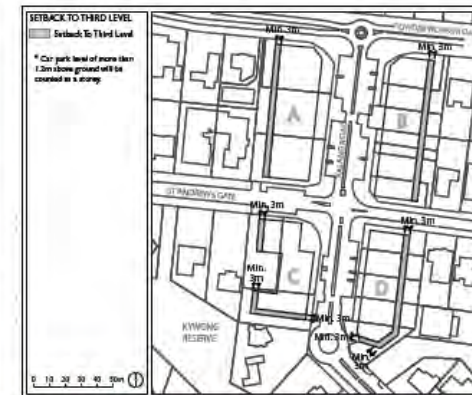 SETBACK TO THIRD LEVEL
Setback To Third Level
* Car park level of more than
1.2m above ground will be
counted as a storey.
Min. 3m
Min. 3m
A
B
ST ANDREWS GATE
Min. 3m
Min. 3m
Min.
3m
C
D
KYWONG
RESERVE
Min. 3m
Min. 3m
Min.
3m
0 10 20 30 40 50m